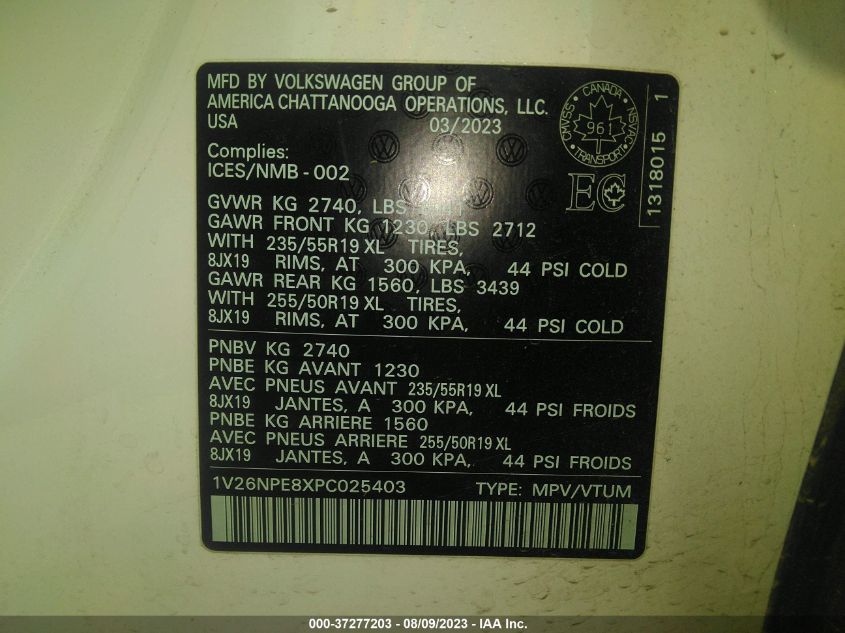 MFD BY VOLKSWAGEN GROUP OF
AMERICA CHATTANOOGA OPERATIONS, LLC.
USA 03/2023
CMVSS · CANADA · NSVAC
961
TRANSPORT
Complies:
ICES/NMB - 002
EC
1318015 1
GVWR KG 2740, LBS
GAWR FRONT KG 1230, LBS 2712
WITH 235/55R19 XL TIRES,
8JX19 RIMS, AT 300 KPA, 44 PSI COLD
GAWR REAR KG 1560, LBS 3439
WITH 255/50R19 XL TIRES,
8JX19 RIMS, AT 300 KPA, 44 PSI COLD
PNBV KG 2740
PNBE KG AVANT 1230
AVEC PNEUS AVANT 235/55R19 XL
8JX19 JANTES, A 300 KPA, 44 PSI FROIDS
PNBE KG ARRIERE 1560
AVEC PNEUS ARRIERE 255/50R19 XL
8JX19 JANTES, A 300 KPA, 44 PSI FROIDS
1V26NPE8XPC025403 TYPE: MPV/VTUM
000-37277203 - 08/09/2023 - IAA Inc.